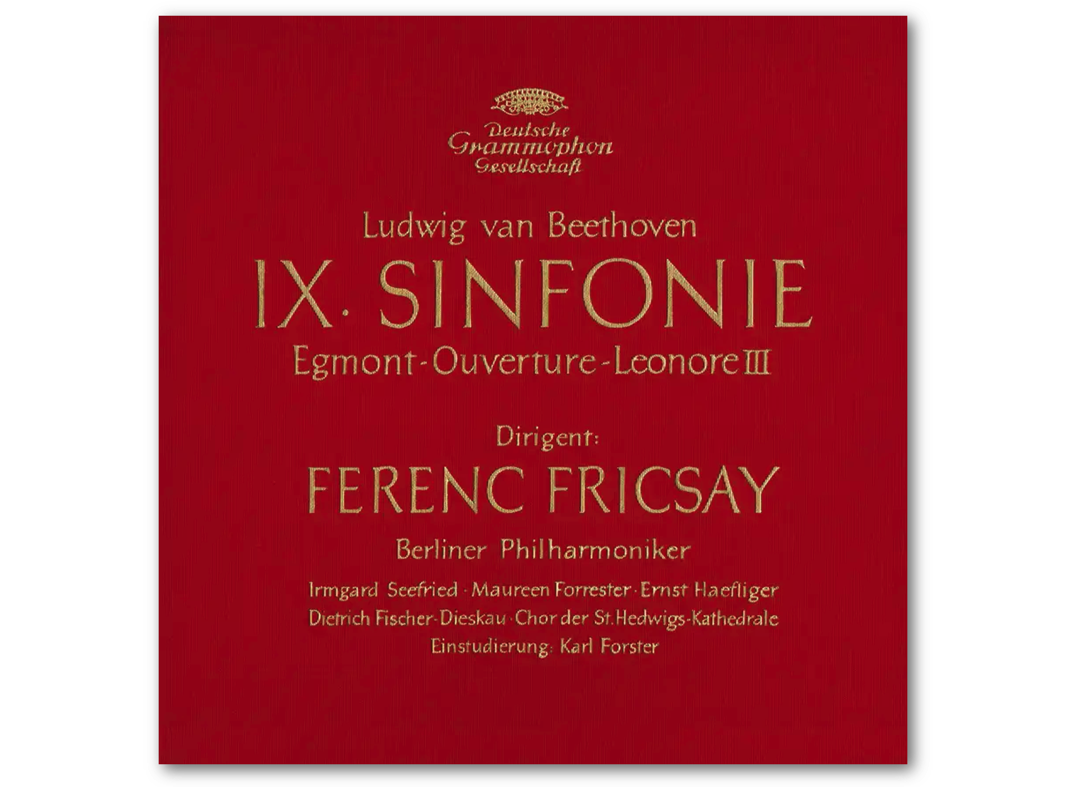 Deutsche
Grammophon
Gesellschaft
Ludwig van Beethoven
IX. SINFONIE
Egmont-Ouverture-Leonore III
Dirigent:
FERENC FRICSAY
Berliner Philharmoniker
Irmgard Seefried · Maureen Forrester · Ernst Haefliger
Dietrich Fischer-Dieskau · Chor der St. Hedwigs-Kathedrale
Einstudierung: Karl Forster